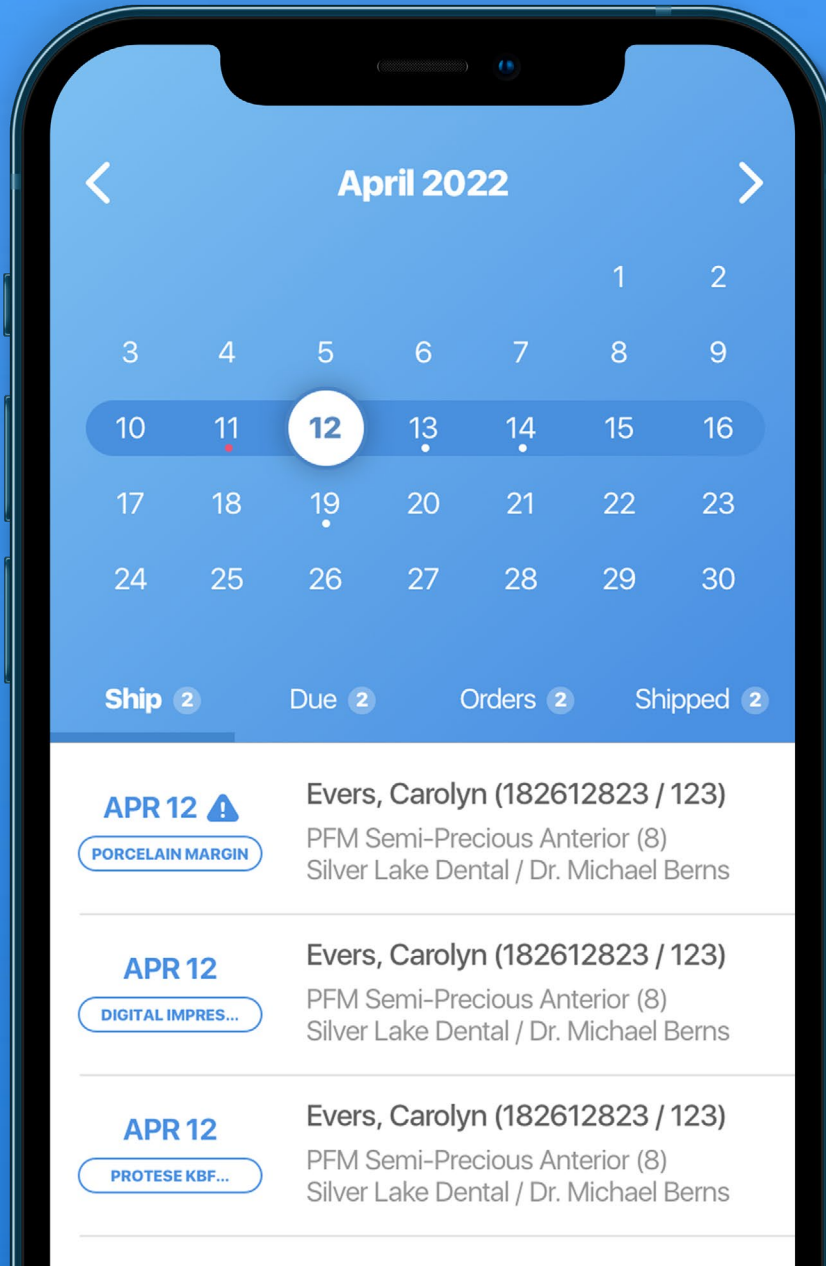 April 2022
1 2
3 4 5 6 7 8 9
10 11 12 13 14 15 16
17 18 19 20 21 22 23
24 25 26 27 28 29 30
Ship 2 Due 2 Orders 2 Shipped 2
APR 12
PORCELAIN MARGIN
Evers, Carolyn (182612823 / 123)
PFM Semi-Precious Anterior (8)
Silver Lake Dental / Dr. Michael Berns
APR 12
DIGITAL IMPRES...
Evers, Carolyn (182612823 / 123)
PFM Semi-Precious Anterior (8)
Silver Lake Dental / Dr. Michael Berns
APR 12
PROTESE KBF...
Evers, Carolyn (182612823 / 123)
PFM Semi-Precious Anterior (8)
Silver Lake Dental / Dr. Michael Berns